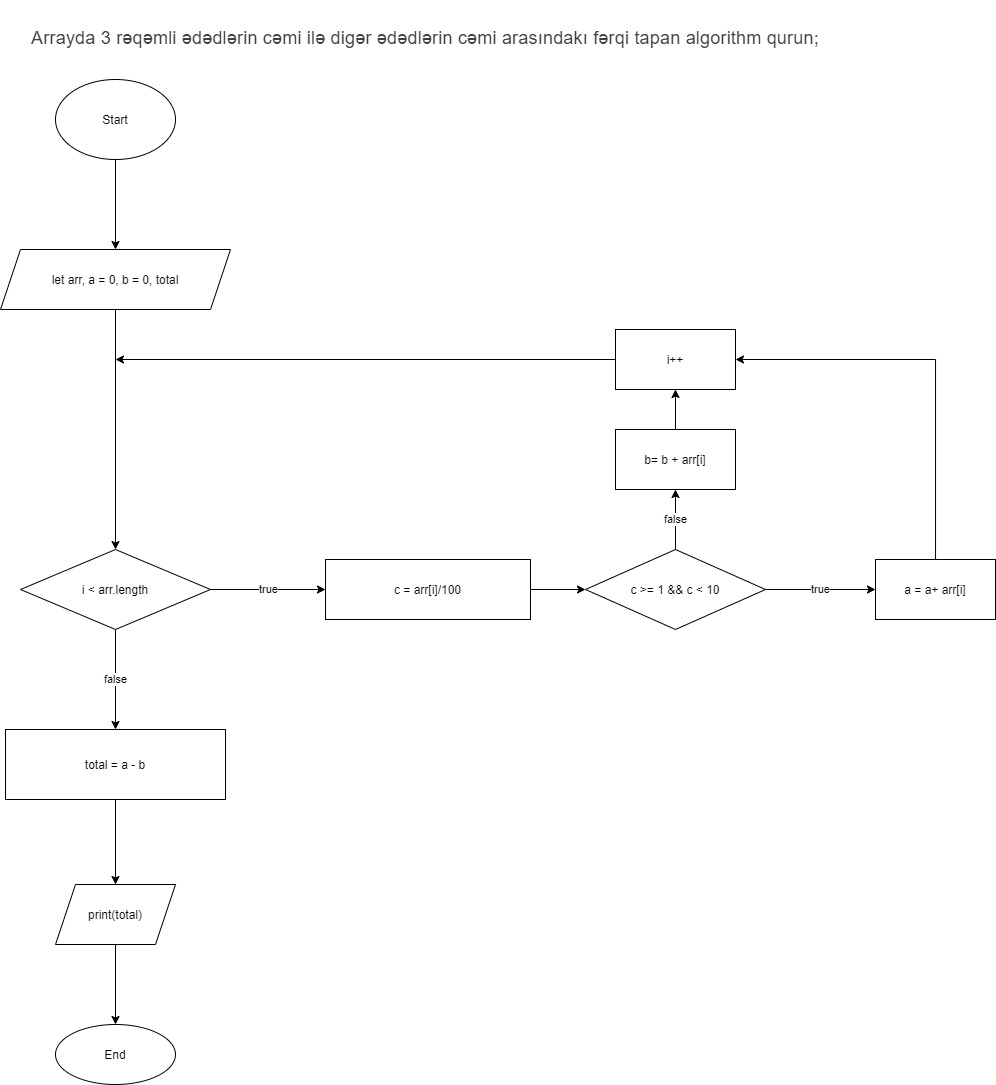 Arrayda 3 rəqəmli ədədlərin cəmi ilə digər ədədlərin cəmi arasındakı fərqi tapan algorithm qurun;
Start
let arr, a = 0, b = 0, total
i++
b= b + arr[i]
false
i < arr.length
true
c = arr[i]/100
c >= 1 && c < 10
true
a = a+ arr[i]
false
total = a - b
print(total)
End